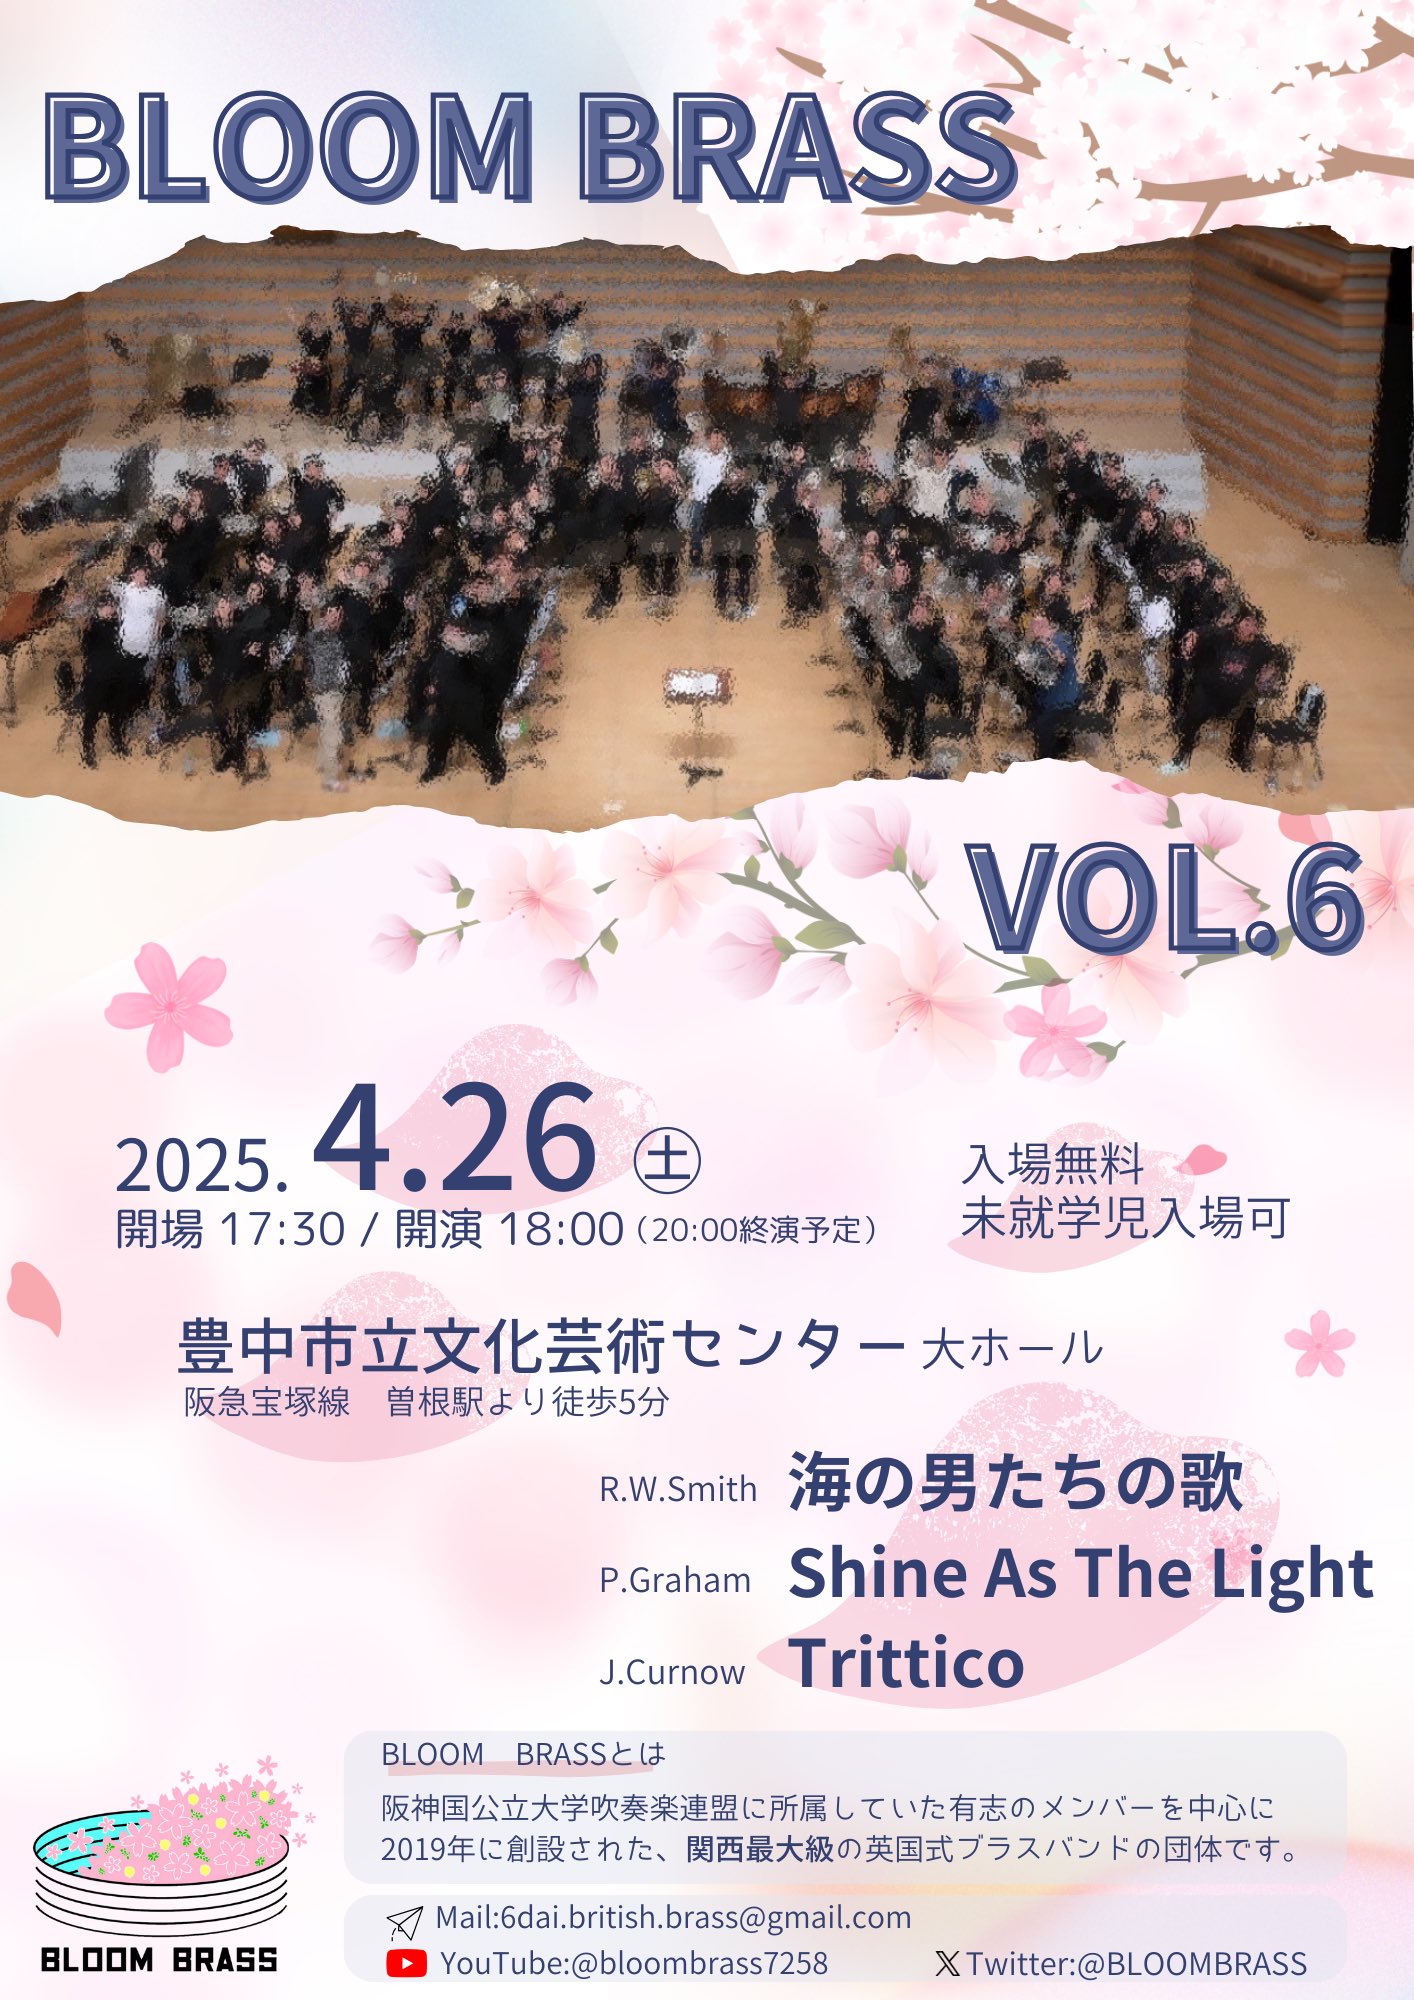 BLOOM BRASS
VOL.6
2025. 4.26 ㊏
開場 17:30 / 開演 18:00（20:00終演予定）
入場無料
未就学児入場可
豊中市立文化芸術センター 大ホール
阪急宝塚線　曽根駅より徒歩5分
R.W.Smith 海の男たちの歌
P.Graham Shine As The Light
J.Curnow Trittico
BLOOM　BRASSとは
阪神国公立大学吹奏楽連盟に所属していた有志のメンバーを中心に
2019年に創設された、関西最大級の英国式ブラスバンドの団体です。
Mail:6dai.british.brass@gmail.com
YouTube:@bloombrass7258
Twitter:@BLOOMBRASS
BLOOM BRASS